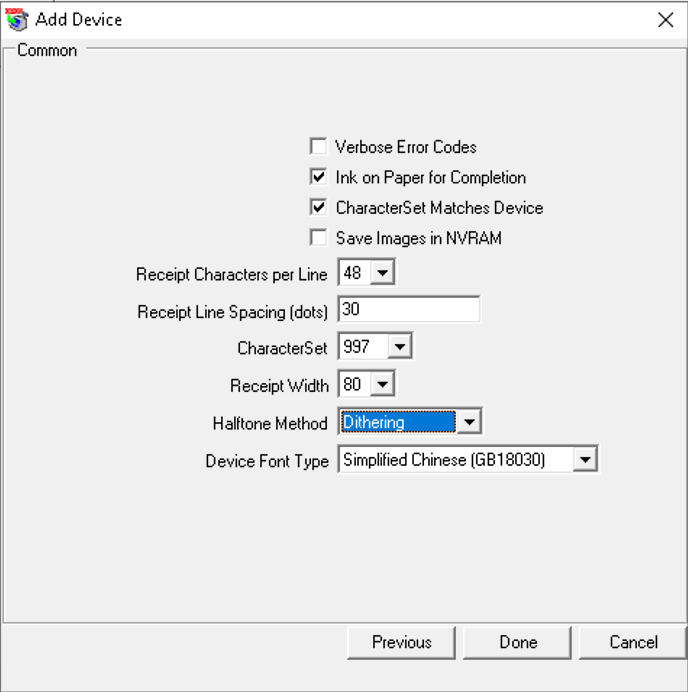 Add Device
Common
Verbose Error Codes
Ink on Paper for Completion
CharacterSet Matches Device
Save Images in NVRAM
Receipt Characters per Line 48
Receipt Line Spacing (dots) 30
CharacterSet 997
Receipt Width 80
Halftone Method Dithering
Device Font Type Simplified Chinese (GB18030)
Previous Done Cancel